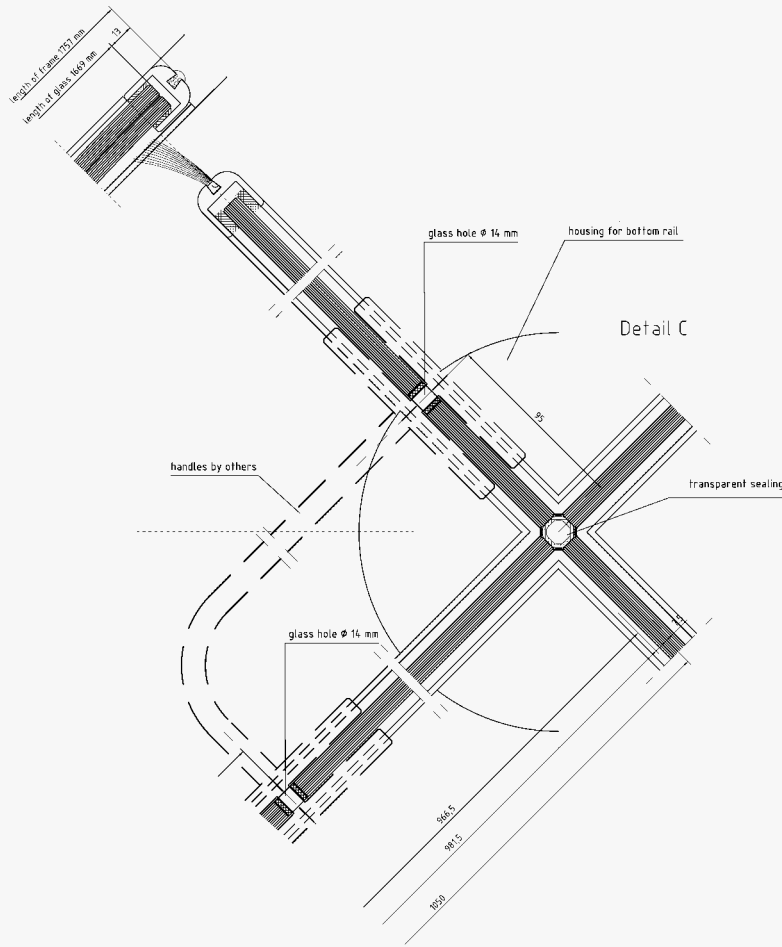 length of frame 1757 mm
13
length of glass 1669 mm
glass hole Ø 14 mm
housing for bottom rail
Detail C
95
handles by others
transparent sealing
glass hole Ø 14 mm
966,5
981,5
1050